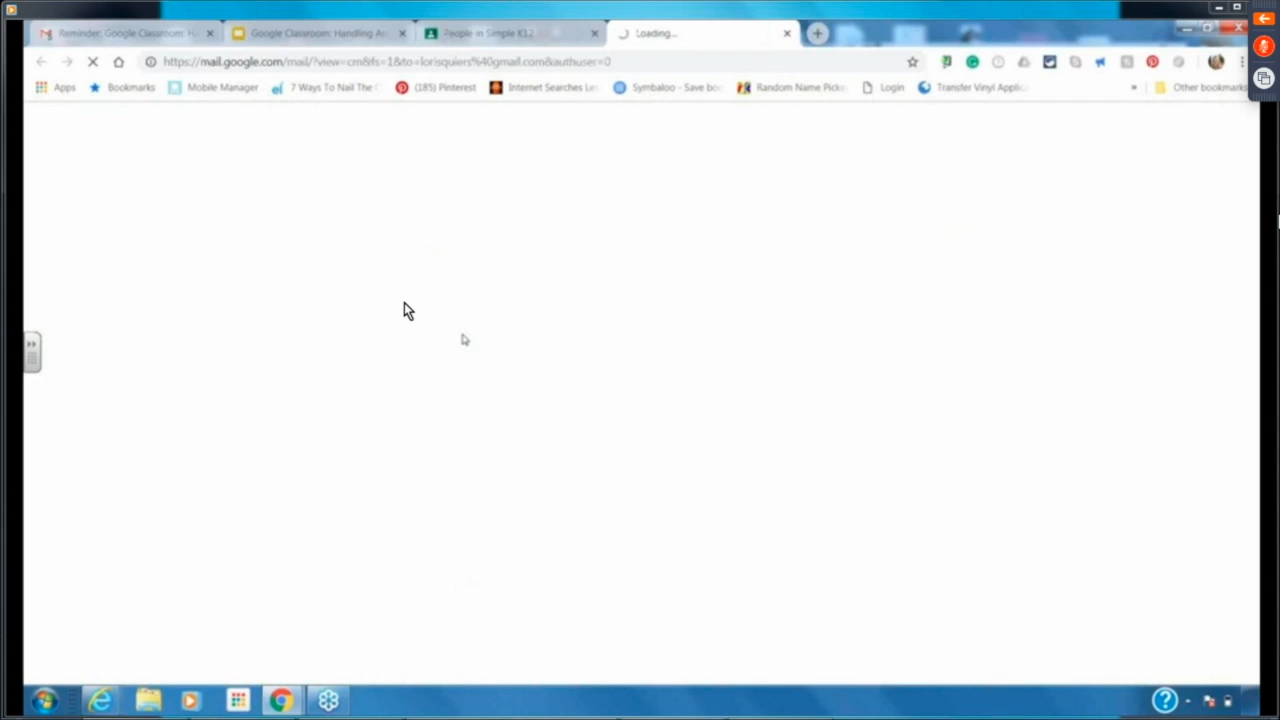 Reminder: Google Classroom: H
Google Classroom: Handling As
People in Simple K12
Loading...
https://mail.google.com/mail/?view=cm&fs=1&to=lorisquiers%40gmail.com&authuser=0
Apps
Bookmarks
Mobile Manager
7 Ways To Nail The C
(185) Pinterest
Internet Searches Le
Symbaloo - Save boo
Random Name Picke
Login
Transfer Vinyl Applic
»
Other bookmarks